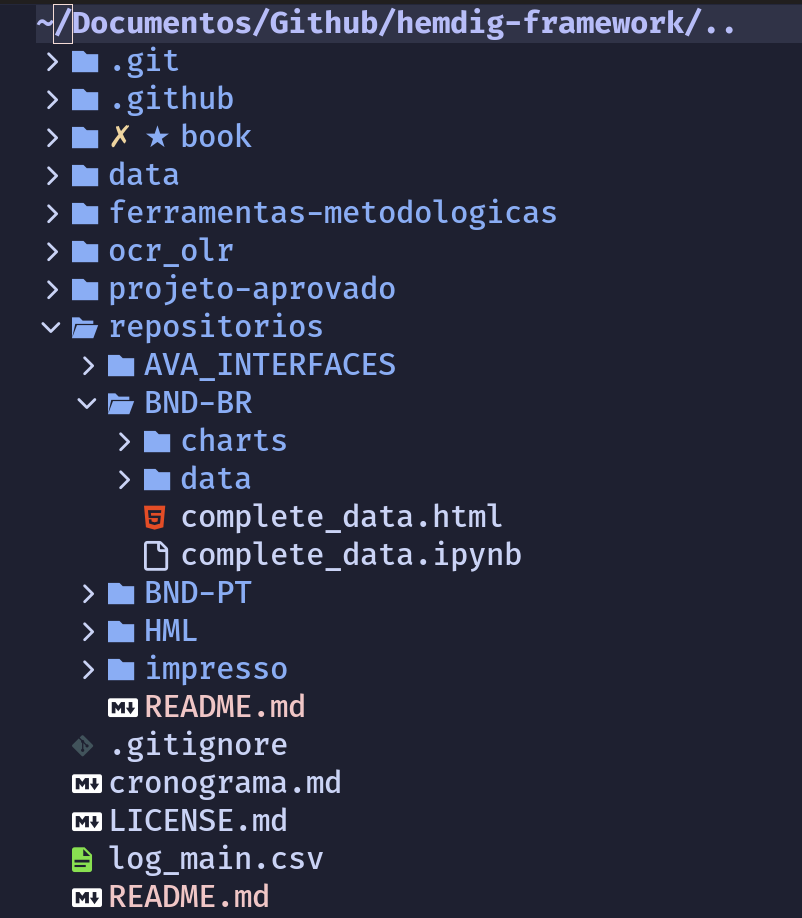 ~/Documentos/Github/hemdig-framework/..
.git
.github
✗ ★ book
data
ferramentas-metodologicas
ocr_olr
projeto-aprovado
repositorios
AVA_INTERFACES
BND-BR
charts
data
complete_data.html
complete_data.ipynb
BND-PT
HML
impresso
README.md
.gitignore
cronograma.md
LICENSE.md
log_main.csv
README.md